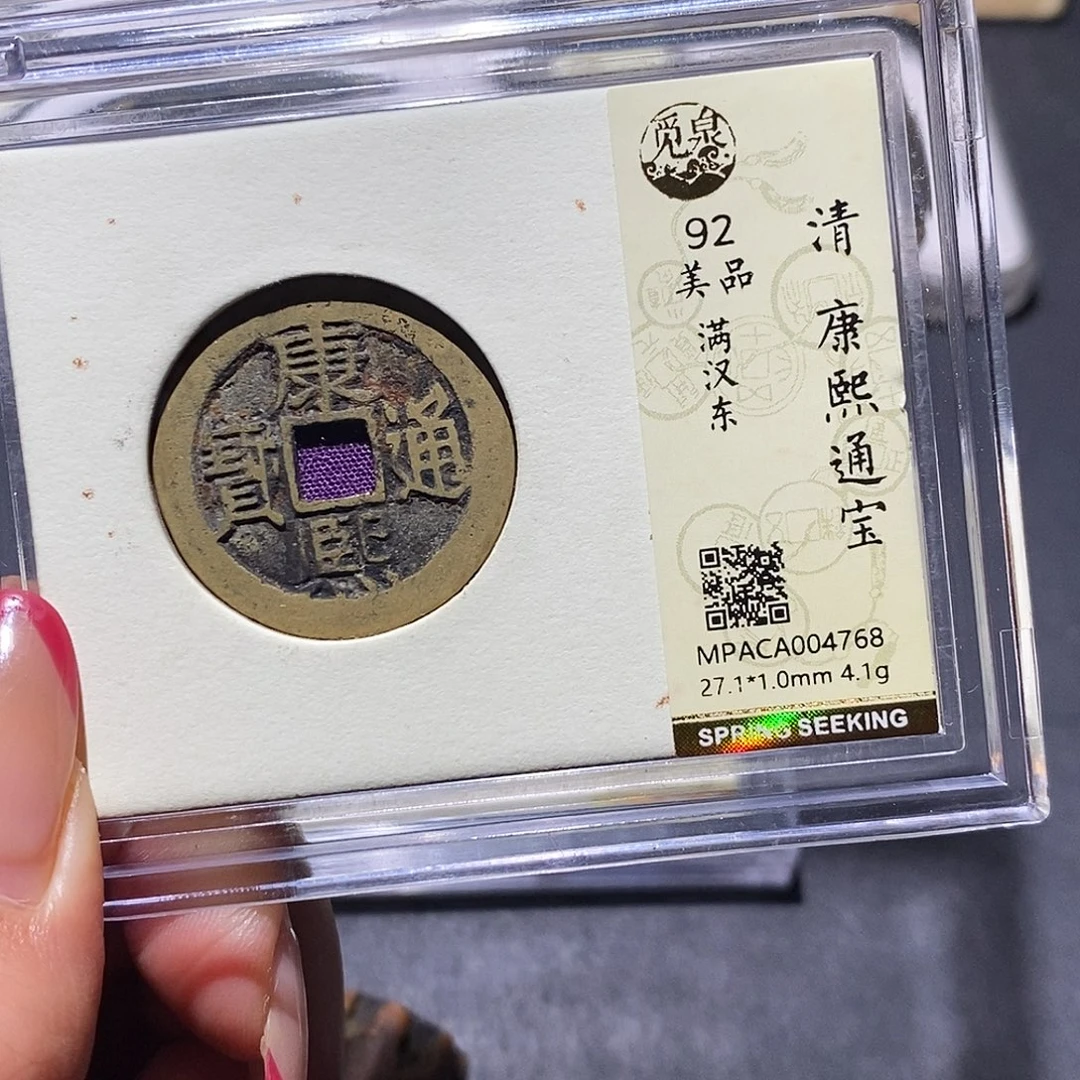 康熙通寳
觅泉
92
美品
满汉东
清 康熙通宝
MPACA004768
27.1*1.0mm 4.1g
SPRING SEEKING